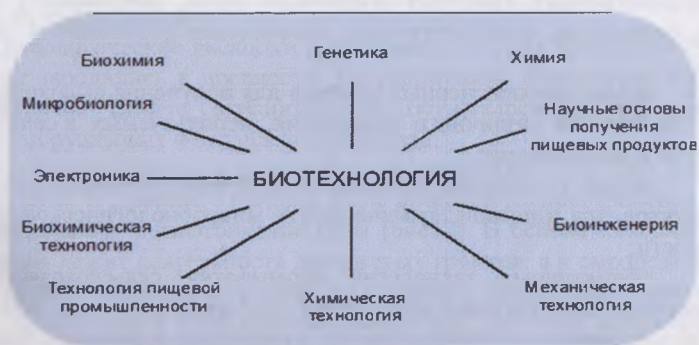 Биохимия
Генетика
Химия
Микробиология
Научные основы
получения
пищевых продуктов
Электроника
БИОТЕХНОЛОГИЯ
Биохимическая
технология
Биоинженерия
Технология пищевой
промышленности
Химическая
технология
Механическая
технология